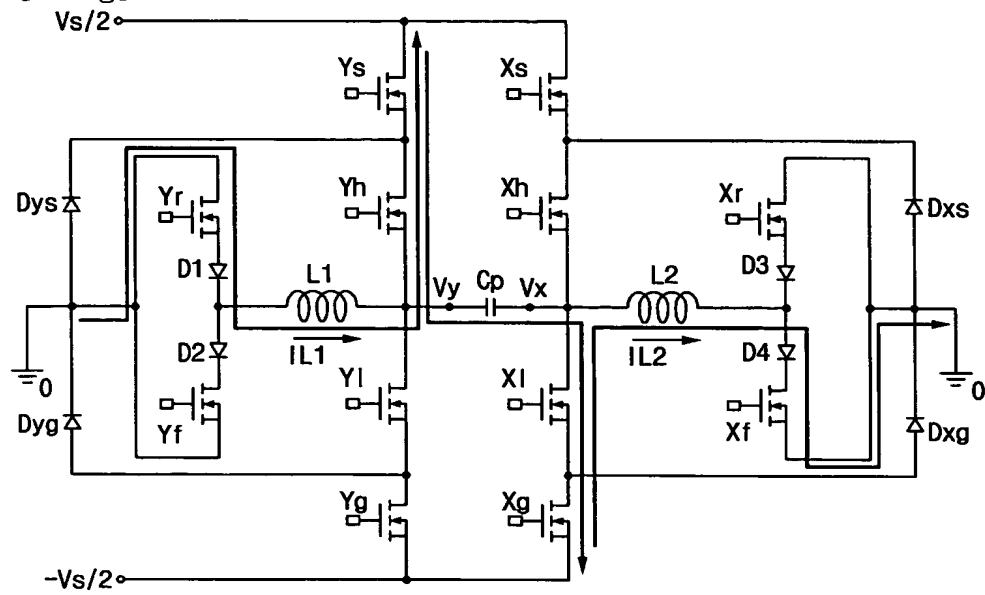 Vs/2
Ys
Xs
Yr
Yh
Xh
Xr
Dys
Dxs
D1
L1
Vy
Cp
Vx
L2
D3
D2
IL1
IL2
D4
0
Yl
Xl
0
Dyg
Yf
Xf
Dxg
Yg
Xg
-Vs/2